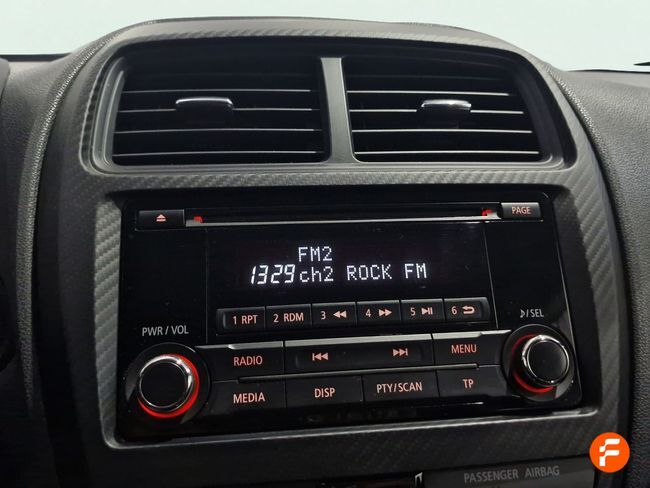 PAGE
FM2
1329 ch2 ROCK FM
1 RPT 2 RDM 3 4 5 6
PWR / VOL
/SEL
RADIO MENU
MEDIA DISP PTY/SCAN TP
PASSENGER AIRBAG